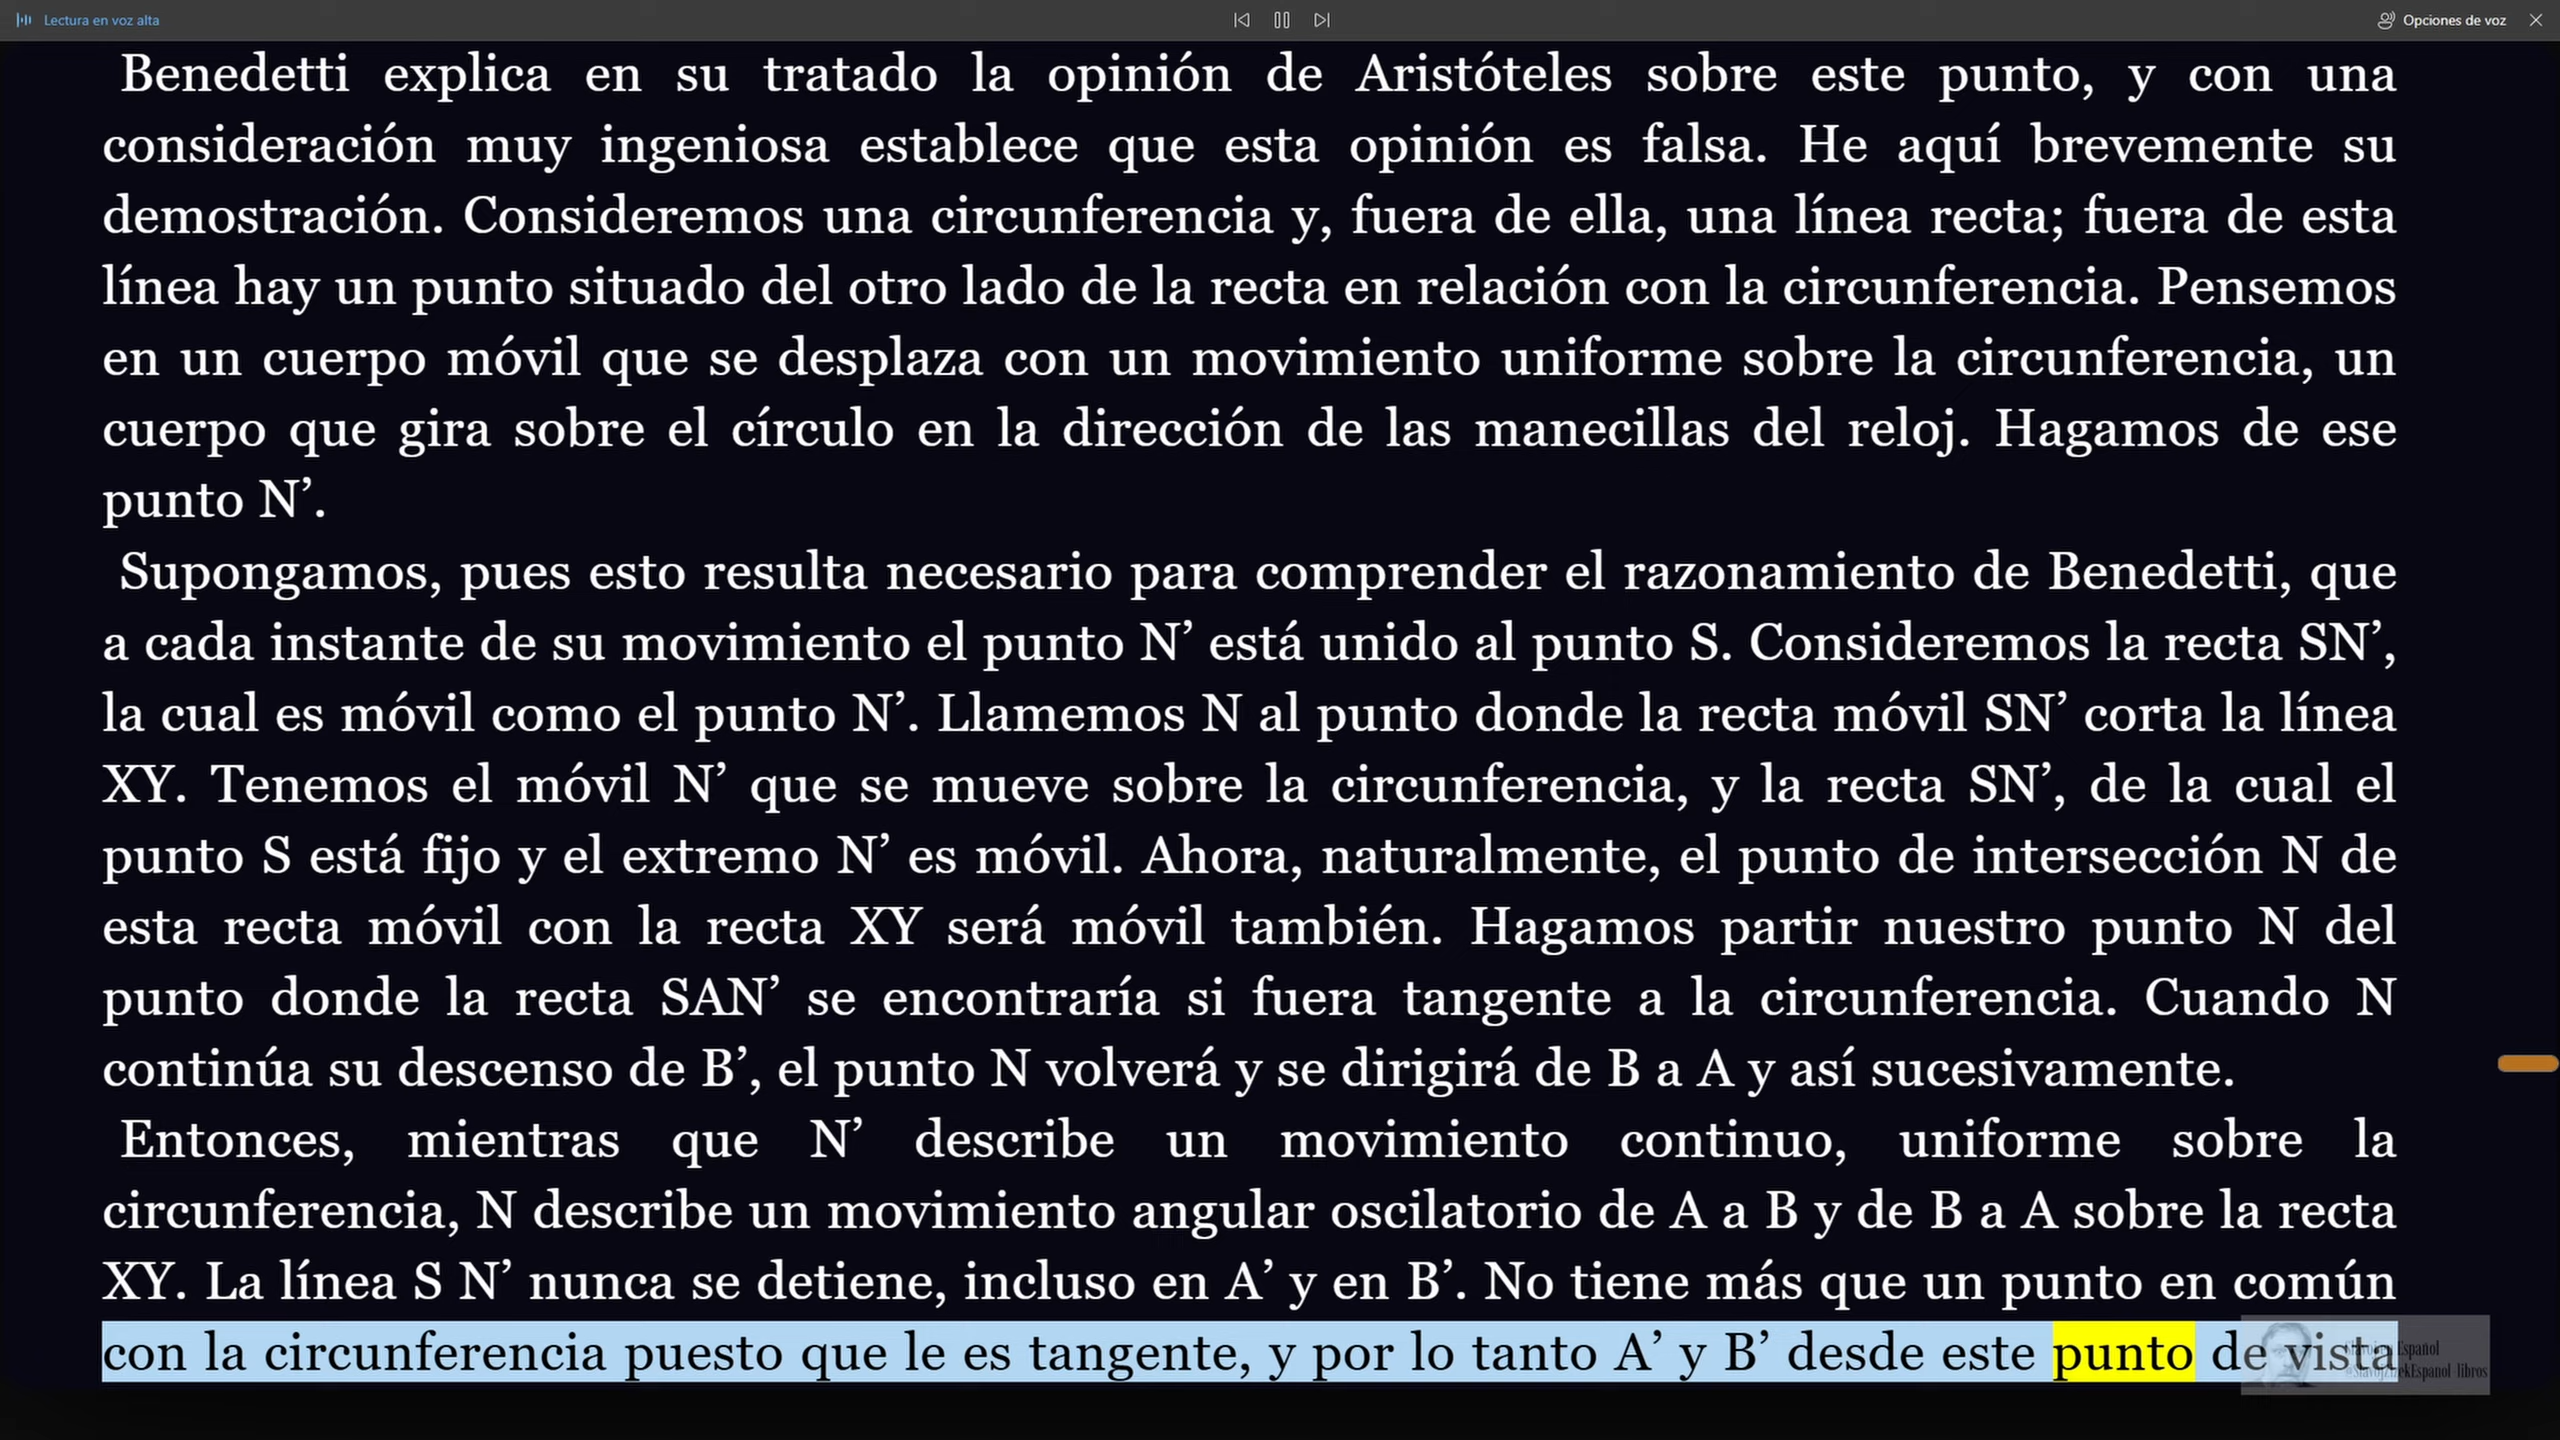 Lectura en voz alta
Opciones de voz
Benedetti explica en su tratado la opinión de Aristóteles sobre este punto, y con una
consideración muy ingeniosa establece que esta opinión es falsa. He aquí brevemente su
demostración. Consideremos una circunferencia y, fuera de ella, una línea recta; fuera de esta
línea hay un punto situado del otro lado de la recta en relación con la circunferencia. Pensemos
en un cuerpo móvil que se desplaza con un movimiento uniforme sobre la circunferencia, un
cuerpo que gira sobre el círculo en la dirección de las manecillas del reloj. Hagamos de ese
punto N’.
Supongamos, pues esto resulta necesario para comprender el razonamiento de Benedetti, que
a cada instante de su movimiento el punto N’ está unido al punto S. Consideremos la recta SN’,
la cual es móvil como el punto N’. Llamemos N al punto donde la recta móvil SN’ corta la línea
XY. Tenemos el móvil N’ que se mueve sobre la circunferencia, y la recta SN’, de la cual el
punto S está fijo y el extremo N’ es móvil. Ahora, naturalmente, el punto de intersección N de
esta recta móvil con la recta XY será móvil también. Hagamos partir nuestro punto N del
punto donde la recta SAN’ se encontraría si fuera tangente a la circunferencia. Cuando N
continúa su descenso de B’, el punto N volverá y se dirigirá de B a A y así sucesivamente.
Entonces, mientras que N’ describe un movimiento continuo, uniforme sobre la
circunferencia, N describe un movimiento angular oscilatorio de A a B y de B a A sobre la recta
XY. La línea S N’ nunca se detiene, incluso en A’ y en B’. No tiene más que un punto en común
con la circunferencia puesto que le es tangente, y por lo tanto A’ y B’ desde este punto de vista
Español